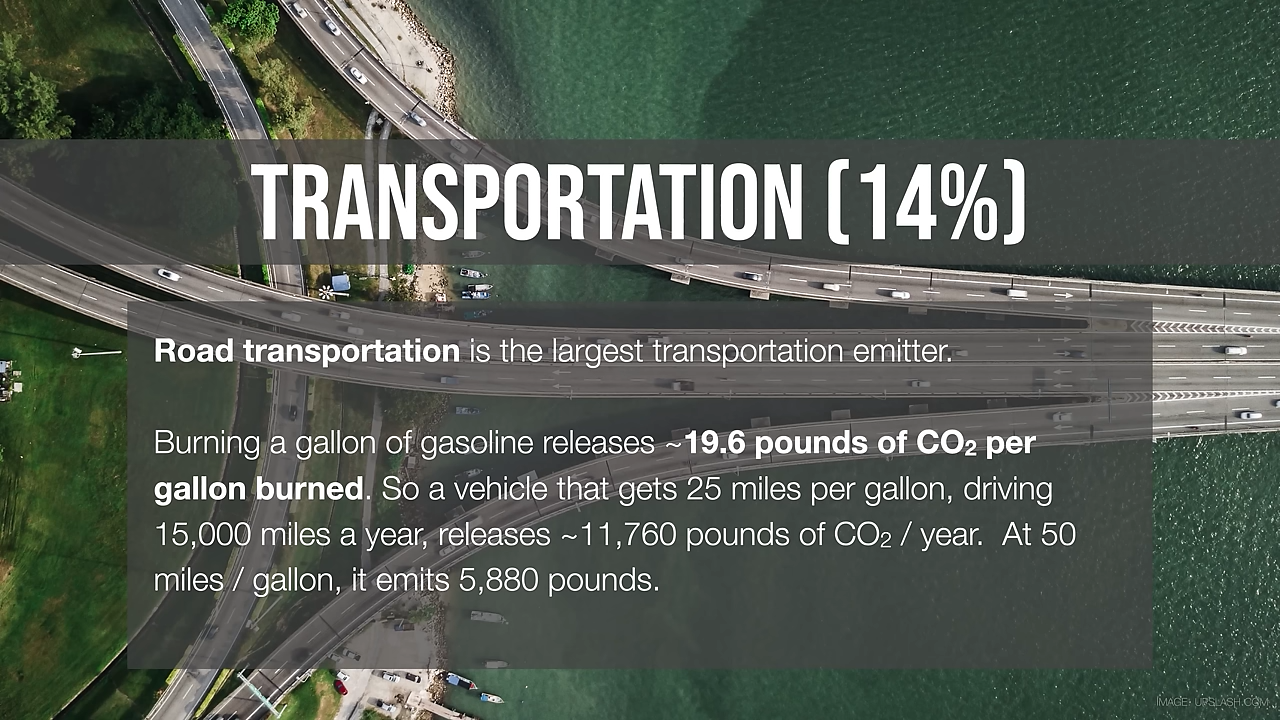 TRANSPORTATION (14%)
Road transportation is the largest transportation emitter.
Burning a gallon of gasoline releases ~19.6 pounds of CO₂ per
gallon burned. So a vehicle that gets 25 miles per gallon, driving
15,000 miles a year, releases ~11,760 pounds of CO₂ / year.  At 50
miles / gallon, it emits 5,880 pounds.
IMAGE: UPSLASH.COM